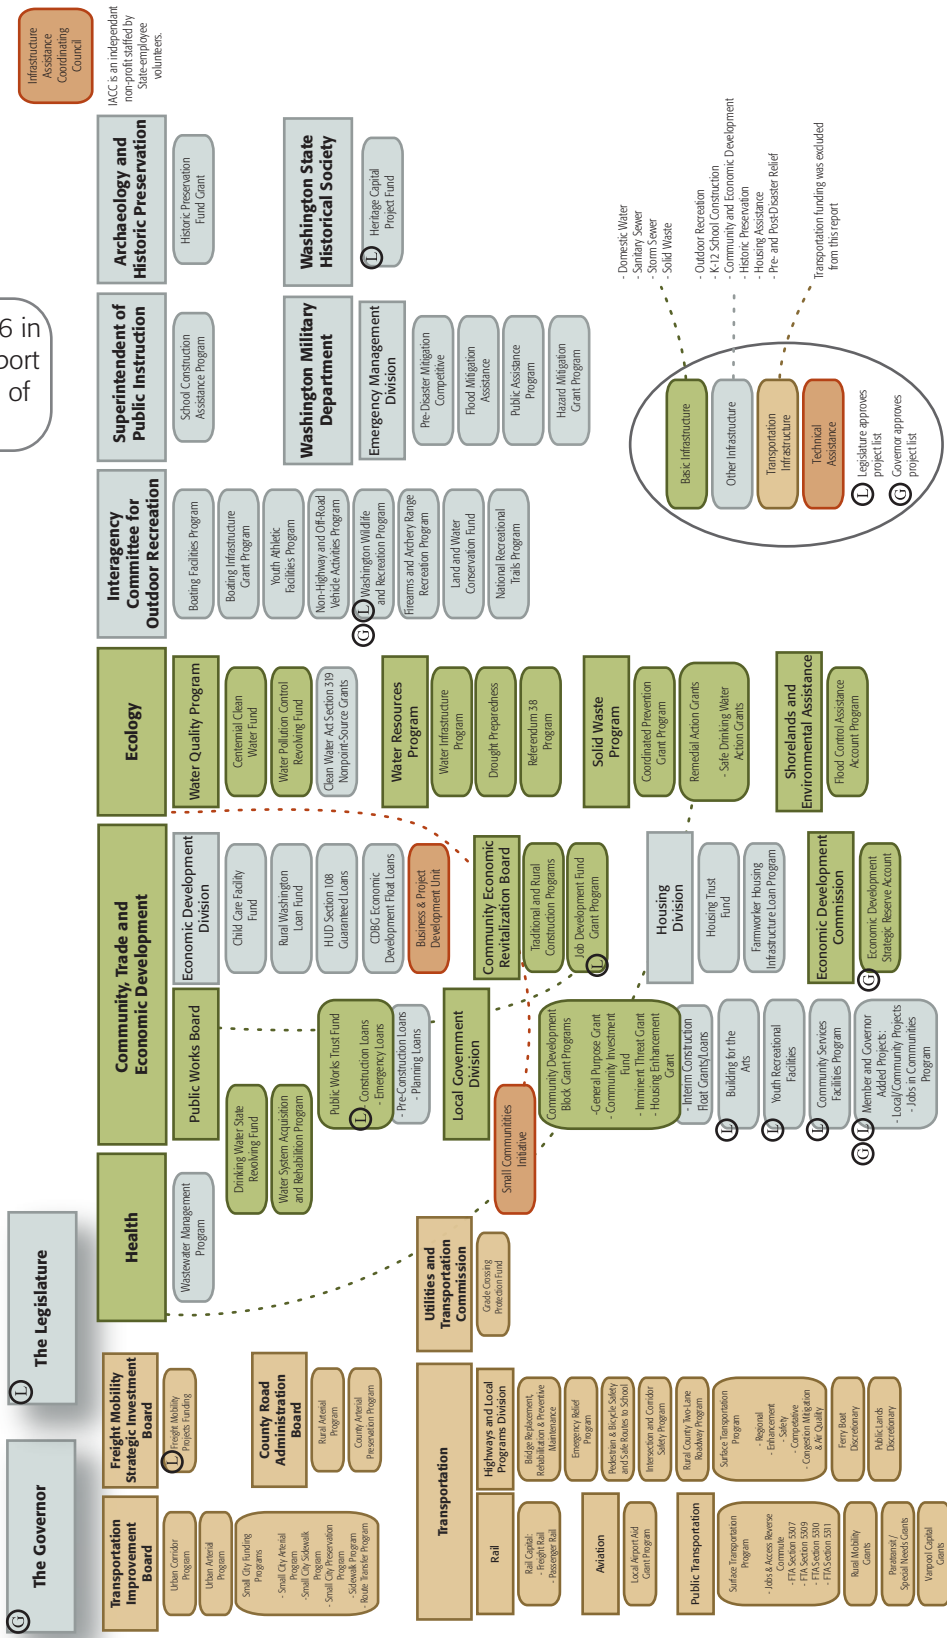 G
The Governor
L
The Legislature
Infrastructure
Assistance
Coordinating
Council
IACC is an independant
non-profit staffed by
State-employee
volunteers.
6 in
port
of
Transportation
Improvement
Board
Urban Corridor
Program
Urban Arterial
Program
Small City Funding
Programs
- Small City Arterial
Program
- Small City Sidewalk
Program
- Small City Preservation
Program
- Sidewalk Program
- Route Transfer Program
Freight Mobility
Strategic Investment
Board
L
Freight Mobility
Projects Funding
County Road
Administration
Board
Rural Arterial
Program
County Arterial
Preservation Program
Transportation
Rail
Rail Capital:
- Freight Rail
- Passenger Rail
Aviation
Local Airport Aid
Grant Program
Public Transportation
Surface Transportation
Program
- Jobs & Access Reverse
Commute
- FTA Section 5307
- FTA Section 5309
- FTA Section 5310
- FTA Section 5311
Rural Mobility
Grants
Paratransit/
Special Needs Grants
Vanpool Capital
Grants
Highways and Local
Programs Division
Bridge Replacement,
Rehabilitation & Preventive
Maintenance
Emergency Relief
Program
Pedestrian & Bicycle Safety
and Safe Routes to School
Intersection and Corridor
Safety Program
Rural County Two-Lane
Roadway Program
Surface Transportation
Program
- Regional
- Enhancement
- Safety
- Competitive
- Congestion Mitigation
& Air Quality
Ferry Boat
Discretionary
Public Lands
Discretionary
Utilities and
Transportation
Commission
Grade Crossing
Protection Fund
Health
Wastewater Management
Program
Drinking Water State
Revolving Fund
Water System Acquisition
and Rehabilition Program
Small Communitities
Initiative
Community, Trade and
Economic Development
Public Works Board
Public Works Trust Fund
L
- Construction Loans
- Emergency Loans
- Pre-Construction Loans
- Planning Loans
Local Government
Division
Community Development
Block Grant Programs
-General Purpose Grant
- Community Investment
Fund
- Imminent Threat Grant
- Housing Enhancement
Grant
- Interim Construction
Float Grants/Loans
L
Building for the
Arts
L
Youth Recreational
Facilities
L
Community Services
Facilities Program
G
L
Member and Governor
Added Projects:
- Local/Community Projects
- Jobs in Communities
Program
Economic Development
Division
Child Care Facility
Fund
Rural Washington
Loan Fund
HUD Section 108
Guaranteed Loans
CDBG Economic
Development Float Loans
Business & Project
Development Unit
Community Economic
Revitalization Board
Traditional and Rural
Construction Programs
L
Job Development Fund
Grant Program
Housing
Division
Housing Trust
Fund
Farmworker Housing
Infrastructure Loan Program
Economic Development
Commission
G
Economic Development
Strategic Reserve Account
Ecology
Water Quality Program
Centennial Clean
Water Fund
Water Pollution Control
Revolving Fund
Clean Water Act Section 319
Nonpoint-Source Grants
Water Resources
Program
Water Infrastructure
Program
Drought Preparedness
Referendum 38
Program
Solid Waste
Program
Coordinated Prevention
Grant Program
Remedial Action Grants
- Safe Drinking Water
Action Grants
Shorelands and
Environmental Assistance
Flood Control Assistance
Account Program
Interagency
Committee for
Outdoor Recreation
Boating Facilities Program
Boating Infrastructure
Grant Program
Youth Athletic
Facilities Program
Non-Highway and Off-Road
Vehicle Activities Program
G
L
Washington Wildlife
and Recreation Program
Firearms and Archery Range
Recreation Program
Land and Water
Conservation Fund
National Recreational
Trails Program
Superintendent of
Public Instruction
School Construction
Assistance Program
Archaeology and
Historic Preservation
Historic Preservation
Fund Grant
Washington Military
Department
Emergency Management
Division
Pre-Disaster Mitigation
Competitive
Flood Mitigation
Assistance
Public Assistance
Program
Hazard Mitigation
Grant Program
Washington State
Historical Society
L
Heritage Capital
Project Fund
Basic Infrastructure
Other Infrastructure
Transportation
Infrastructure
Technical
Assistance
L
Legislature approves
project list
G
Governor approves
project list
- Domestic Water
- Sanitary Sewer
- Storm Sewer
- Solid Waste
- Outdoor Recreation
- K-12 School Construction
- Community and Economic Development
- Historic Preservation
- Housing Assistance
- Pre- and Post-Disaster Relief
Transportation funding was excluded
from this report